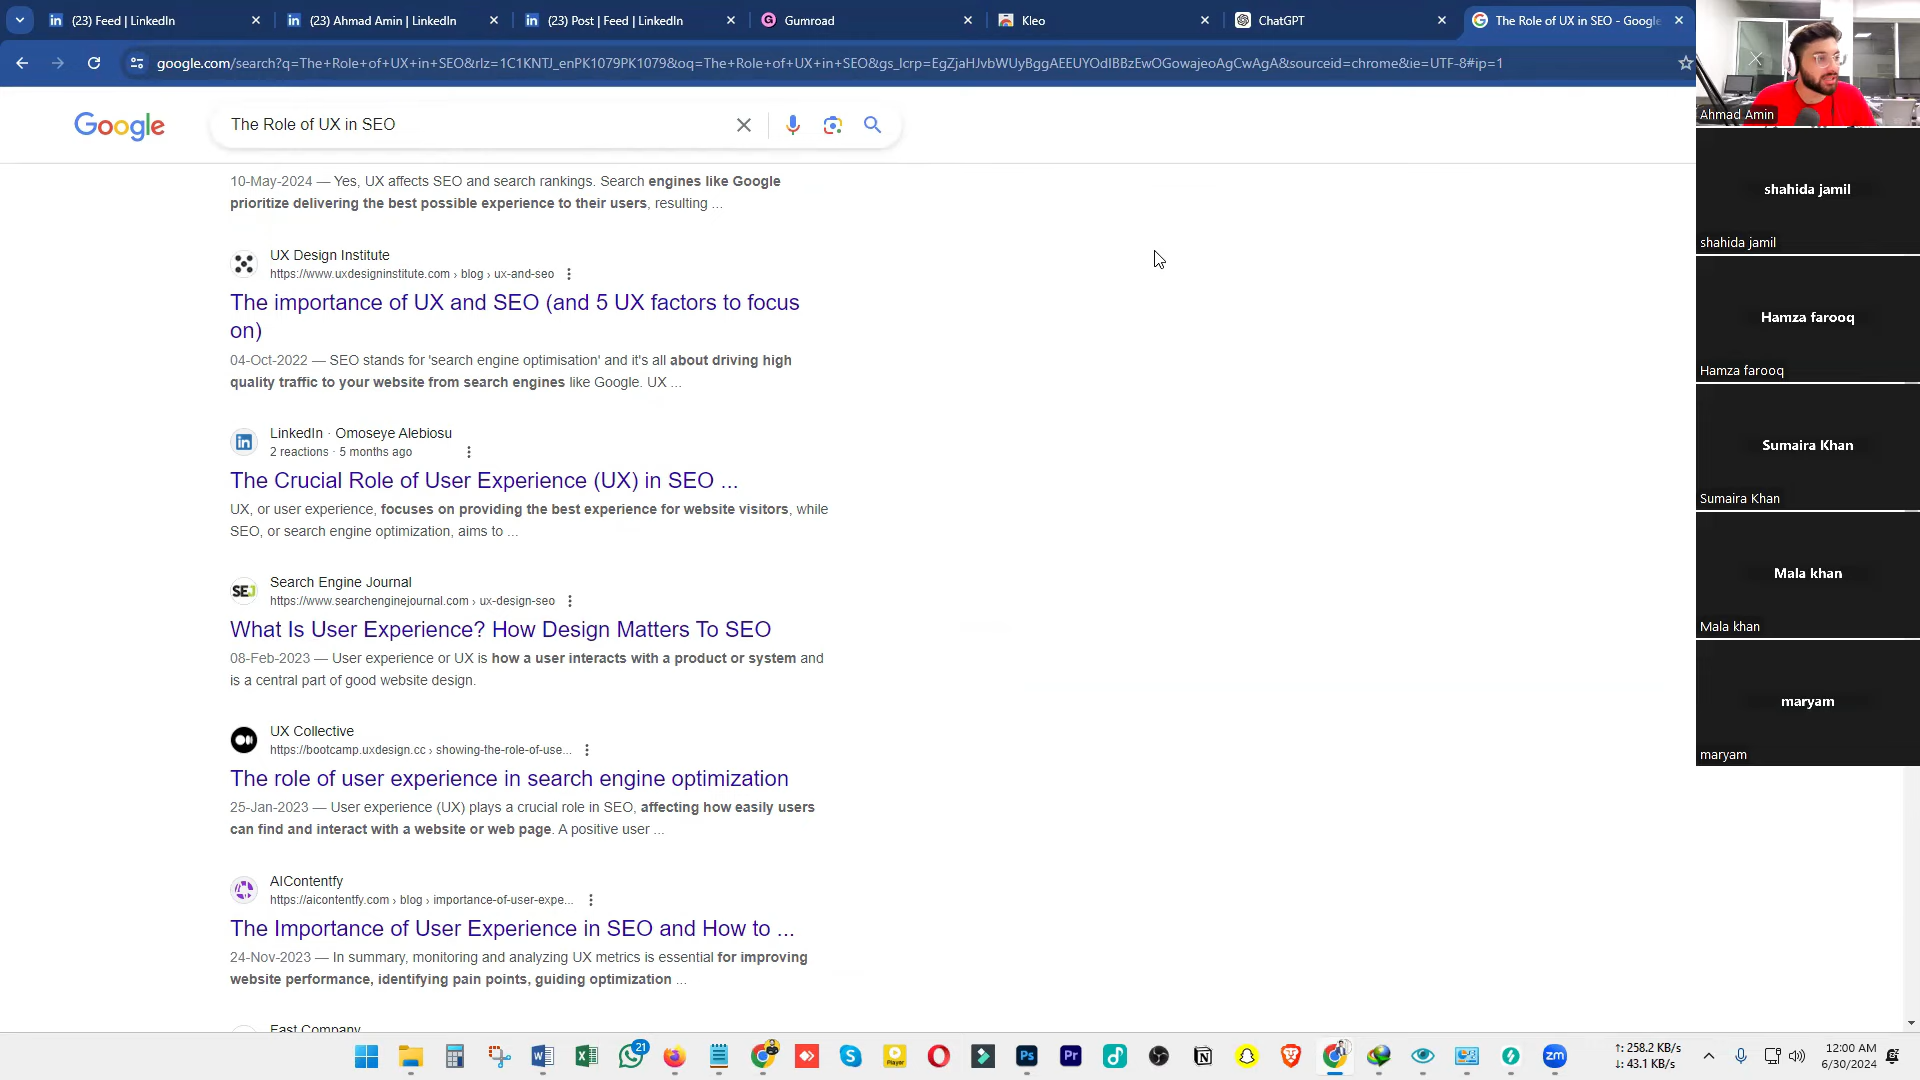 (23) Feed | LinkedIn
(23) Ahmad Amin | LinkedIn
(23) Post | Feed | LinkedIn
Gumroad
Kleo
ChatGPT
The Role of UX in SEO - Google
google.com/search?q=The+Role+of+UX+in+SEO&rlz=1C1KNTJ_enPK1079PK1079&oq=The+Role+of+UX+in+SEO&gs_lcrp=EgZjaHJvbWUyBggAEEUYOdIBBzEwOGowajeoAgCwAgA&sourceid=chrome&ie=UTF-8#ip=1
Google
The Role of UX in SEO
10-May-2024 — Yes, UX affects SEO and search rankings. Search engines like Google
prioritize delivering the best possible experience to their users, resulting ...
UX Design Institute
https://www.uxdesigninstitute.com › blog › ux-and-seo
The importance of UX and SEO (and 5 UX factors to focus
on)
04-Oct-2022 — SEO stands for 'search engine optimisation' and it's all about driving high
quality traffic to your website from search engines like Google. UX ...
LinkedIn · Omoseye Alebiosu
2 reactions · 5 months ago
The Crucial Role of User Experience (UX) in SEO ...
UX, or user experience, focuses on providing the best experience for website visitors, while
SEO, or search engine optimization, aims to ...
SEJ
Search Engine Journal
https://www.searchenginejournal.com › ux-design-seo
What Is User Experience? How Design Matters To SEO
08-Feb-2023 — User experience or UX is how a user interacts with a product or system and
is a central part of good website design.
UX Collective
https://bootcamp.uxdesign.cc › showing-the-role-of-use...
The role of user experience in search engine optimization
25-Jan-2023 — User experience (UX) plays a crucial role in SEO, affecting how easily users
can find and interact with a website or web page. A positive user ...
AIContentfy
https://aicontentfy.com › blog › importance-of-user-expe...
The Importance of User Experience in SEO and How to ...
24-Nov-2023 — In summary, monitoring and analyzing UX metrics is essential for improving
website performance, identifying pain points, guiding optimization ...
Fast Company
Ahmad Amin
shahida jamil
shahida jamil
Hamza farooq
Hamza farooq
Sumaira Khan
Sumaira Khan
Mala khan
Mala khan
maryam
maryam
21
Player
Ps
Pr
zm
↑: 258.2 KB/s
↓: 43.1 KB/s
12:00 AM
6/30/2024